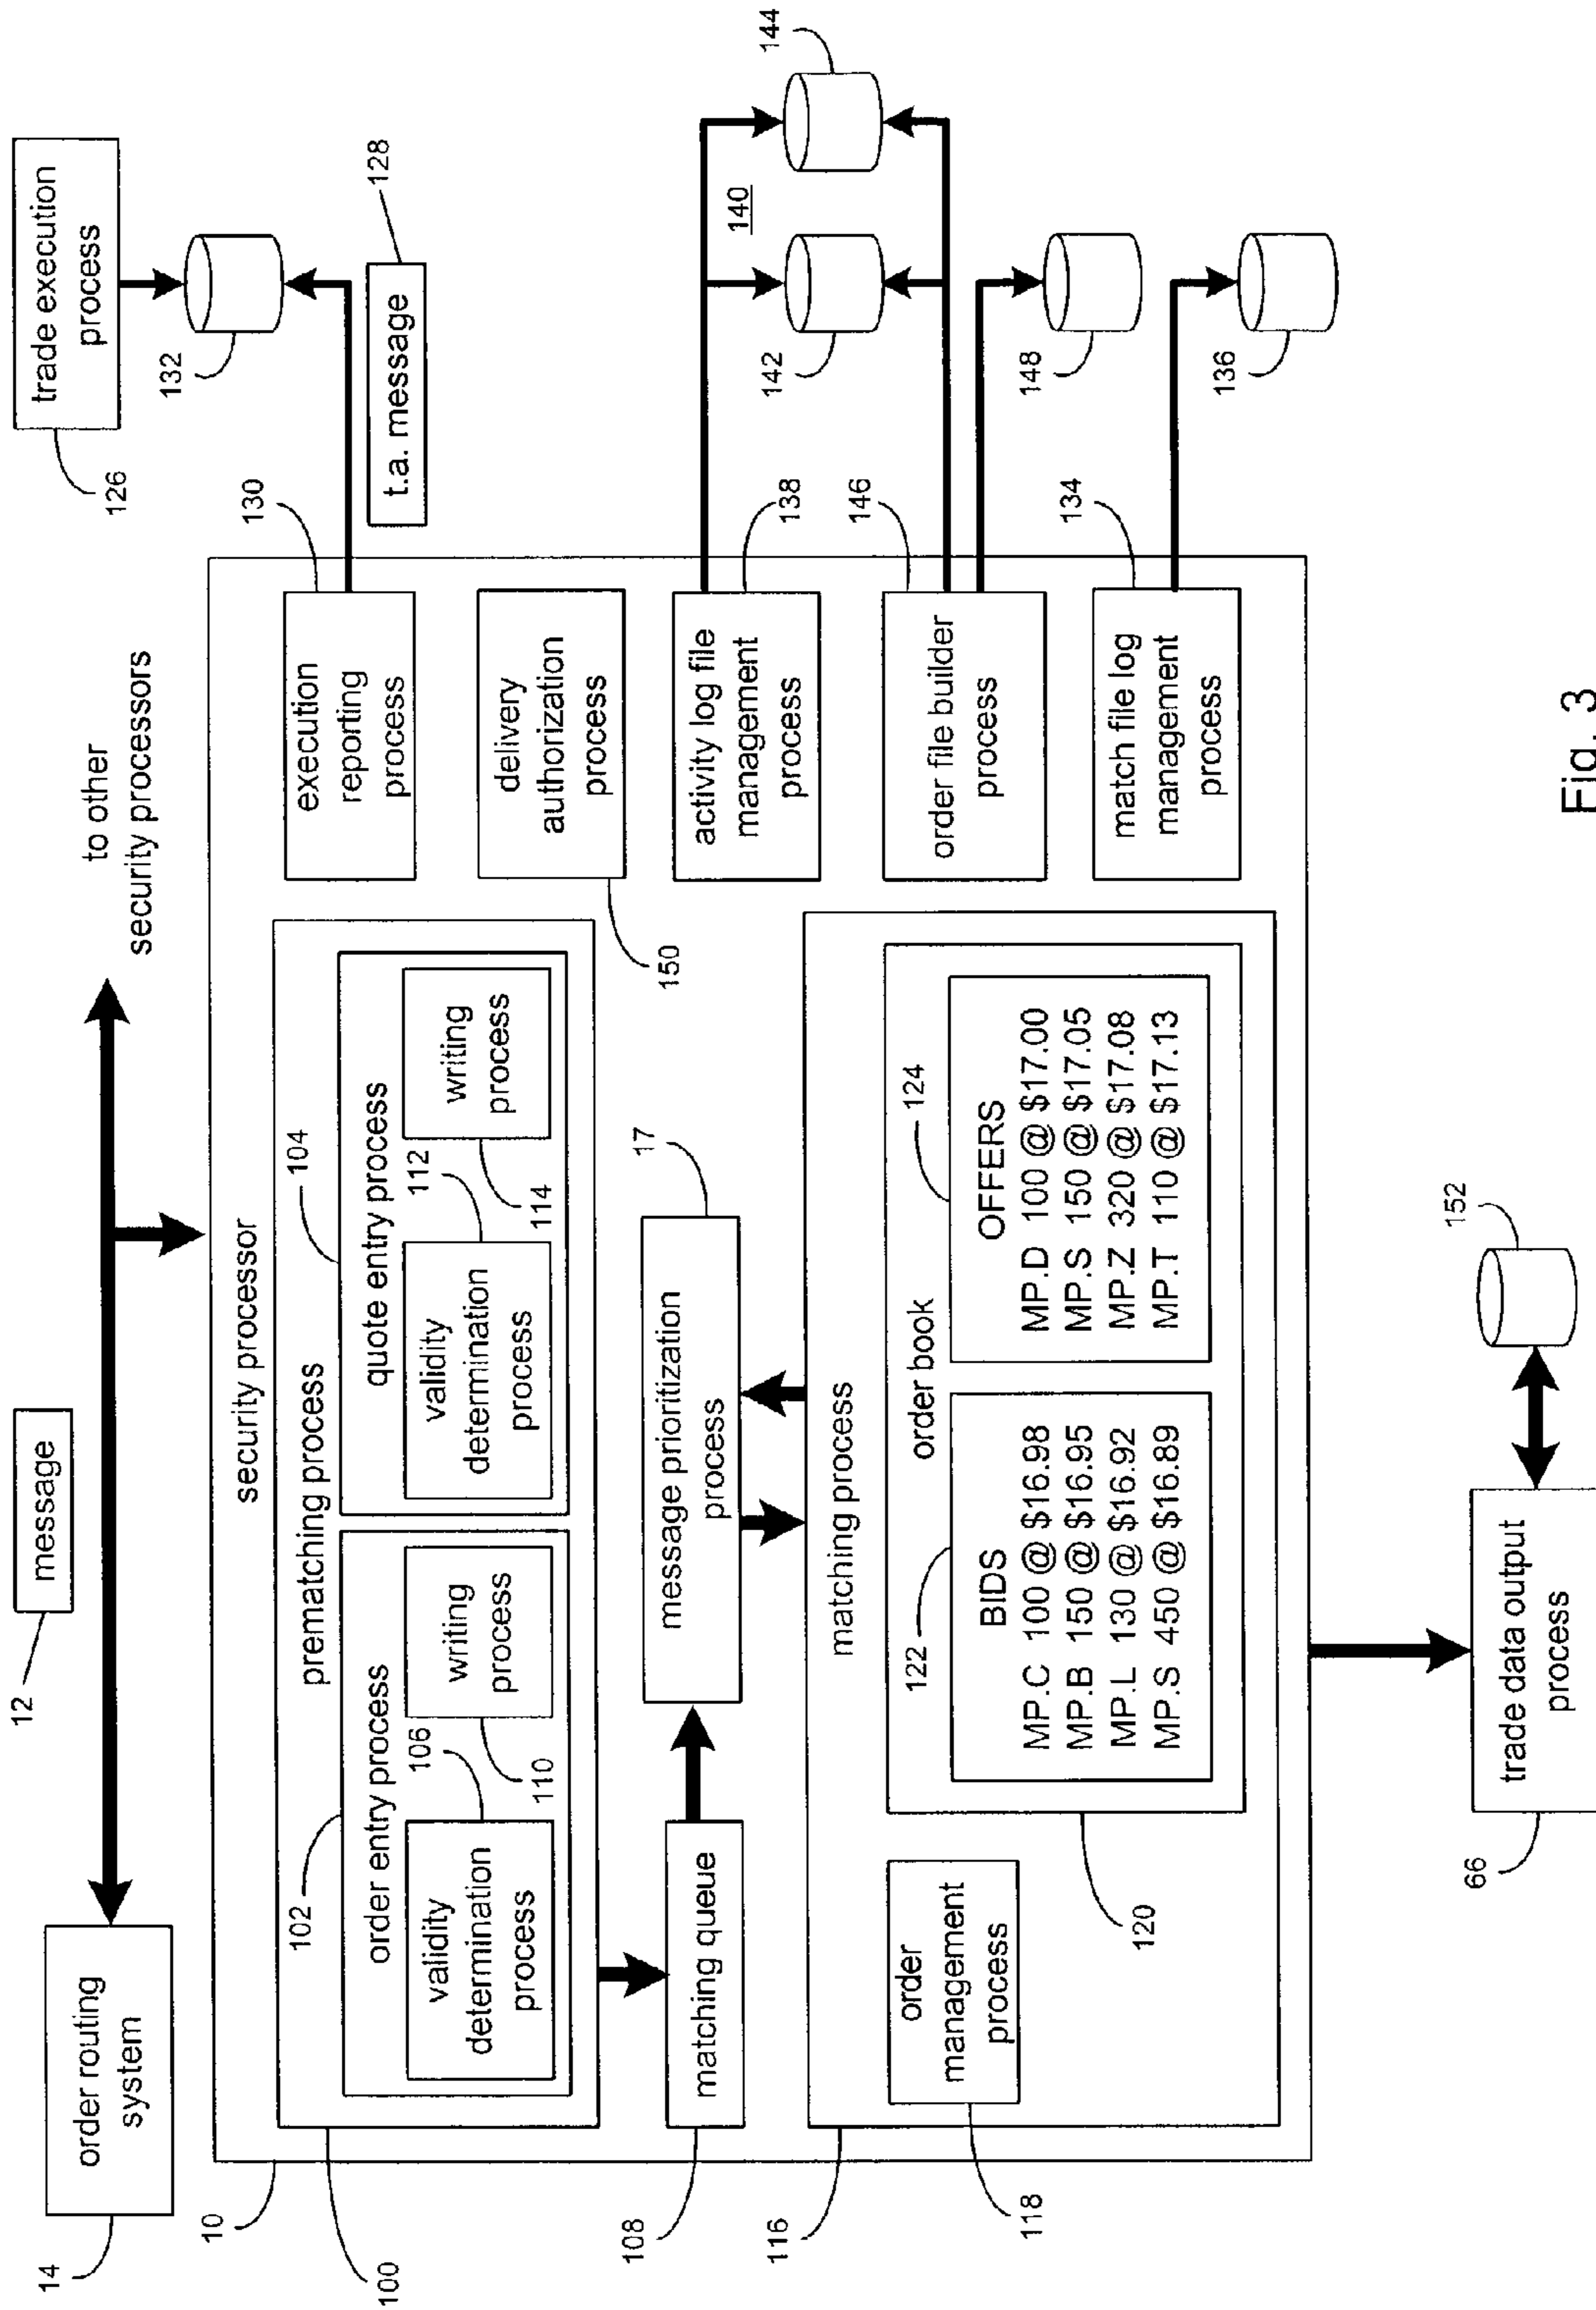 12
message
to other
security processors
14
order routing
system
126
trade execution
process
132
10
security processor
130
execution
reporting
process
128
t.a. message
100
prematching process
102
order entry process
106
validity
determination
process
110
writing
process
104
quote entry process
112
validity
determination
process
114
writing
process
150
delivery
authorization
process
108
matching queue
17
message prioritization
process
138
activity log file
management
process
140
142
144
116
matching process
118
order
management
process
120
order book
122
BIDS
MP.C 100 @ $16.98
MP.B 150 @ $16.95
MP.L 130 @ $16.92
MP.S 450 @ $16.89
124
OFFERS
MP.D 100 @ $17.00
MP.S 150 @ $17.05
MP.Z 320 @ $17.08
MP.T 110 @ $17.13
146
order file builder
process
148
134
match file log
management
process
136
66
trade data output
process
152
Fig. 3